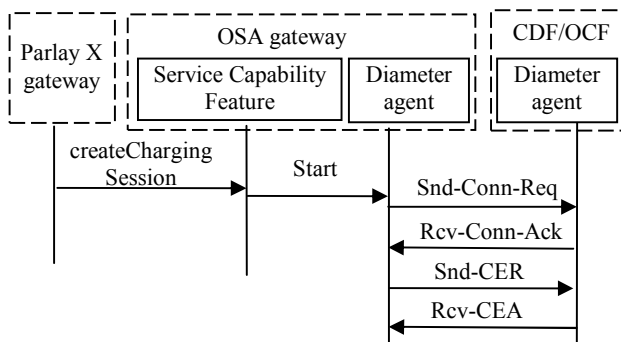 OSA gateway
CDF/OCF
Parlay X
gateway
Service Capability
Feature
Diameter
agent
Diameter
agent
createCharging
Session
Start
Snd-Conn-Req
Rcv-Conn-Ack
Snd-CER
Rcv-CEA